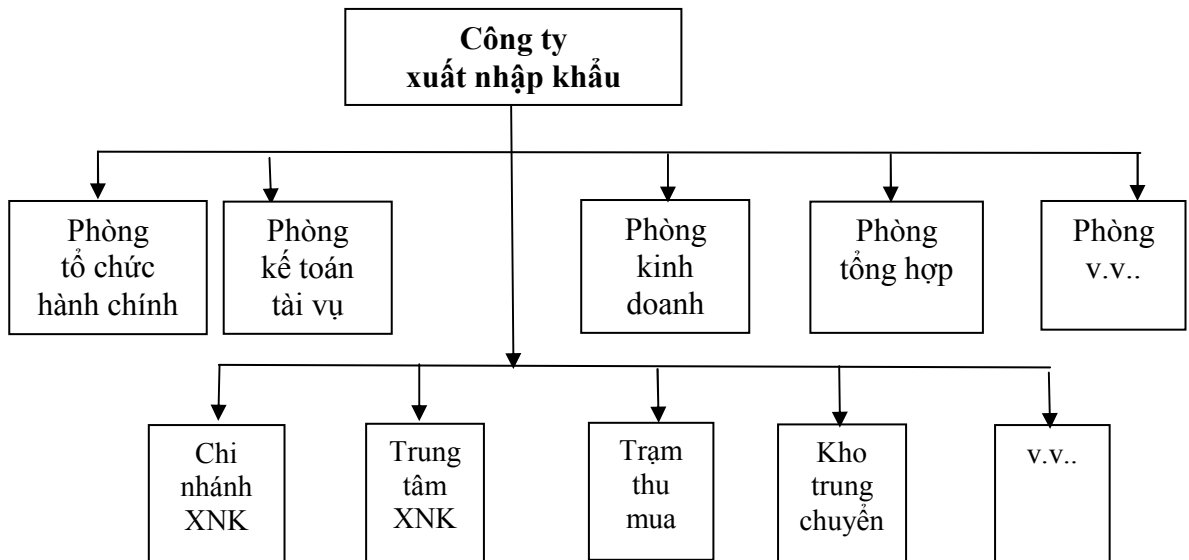 Công ty
xuất nhập khẩu
Phòng
tổ chức
hành chính
Phòng
kế toán
tài vụ
Phòng
kinh
doanh
Phòng
tổng hợp
Phòng
v.v..
Chi
nhánh
XNK
Trung
tâm
XNK
Trạm
thu
mua
Kho
trung
chuyển
v.v..